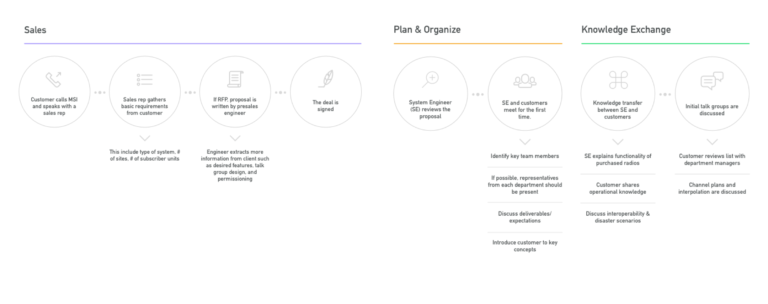 Sales
Customer calls MSI
and speaks with a
sales rep
Sales rep gathers
basic requirements
from customer
This include type of system, #
of sites, # of subscriber units
If RFP, proposal is
written by presales
engineer
Engineer extracts more
information from client such
as desired features, talk
group design, and
permissioning
The deal is
signed
Plan & Organize
System Engineer
(SE) reviews the
proposal
SE and customers
meet for the first
time.
Identify key team members
If possible, representatives
from each department should
be present
Discuss deliverables/
expectations
Introduce customer to key
concepts
Knowledge Exchange
Knowledge transfer
between SE and
customers
SE explains functionality of
purchased radios
Customer shares
operational knowledge
Discuss interoperability &
disaster scenarios
Initial talk groups are
discussed
Customer reviews list with
department managers
Channel plans and
interpolation are discussed